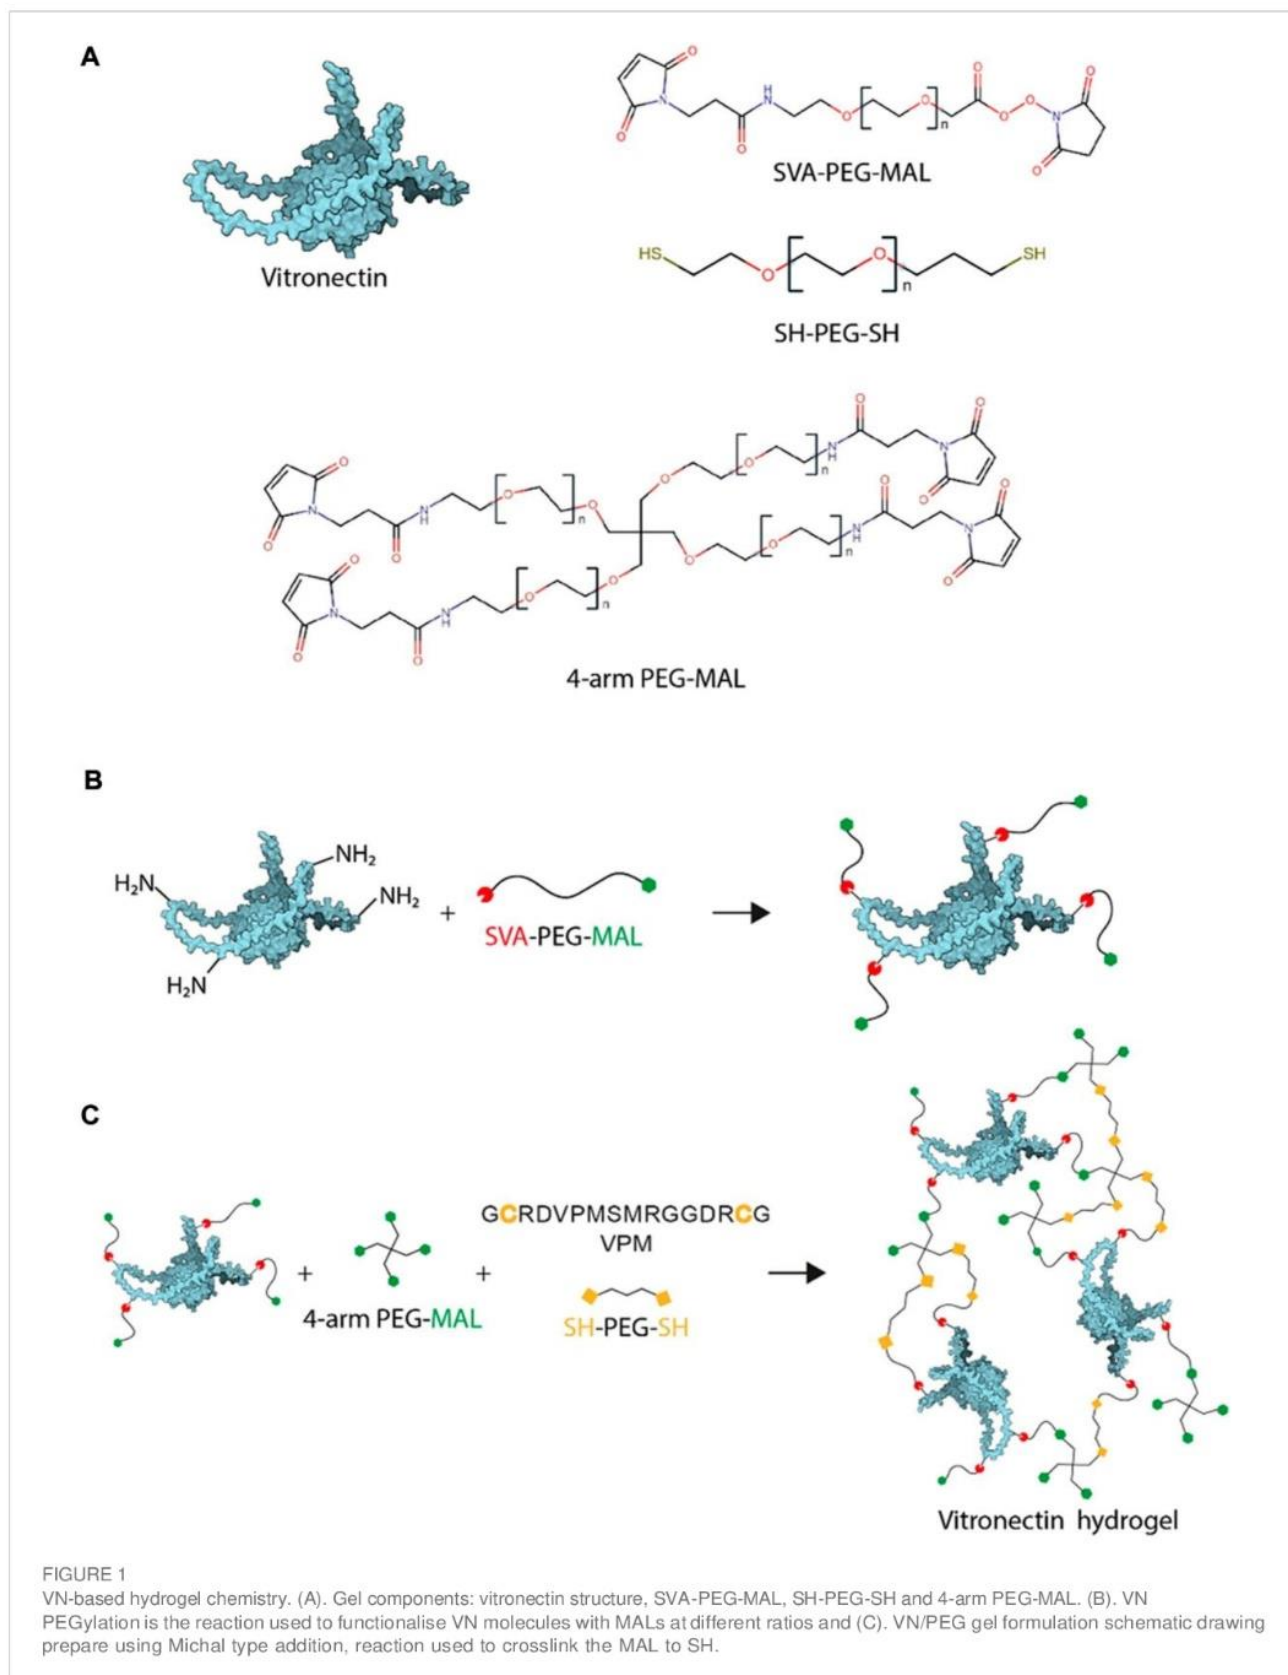 A
Vitronectin
O
O
N
O
H
N
O
O
n
O
O
O
N
O
O
SVA-PEG-MAL
HS
O
O
n
SH
SH-PEG-SH
O
N
O
O
N
H
O
n
O
O
N
O
O
N
H
O
n
O
O
O
n
N
H
O
N
O
O
O
O
n
N
H
O
N
O
O
4-arm PEG-MAL
B
H₂N
NH₂
NH₂
H₂N
+
SVA-PEG-MAL
C
+
4-arm PEG-MAL
+
GCRDVPMSMRGGDRCG
VPM
SH-PEG-SH
Vitronectin hydrogel
FIGURE 1
VN-based hydrogel chemistry. (A). Gel components: vitronectin structure, SVA-PEG-MAL, SH-PEG-SH and 4-arm PEG-MAL. (B). VN
PEGylation is the reaction used to functionalise VN molecules with MALs at different ratios and (C). VN/PEG gel formulation schematic drawing
prepare using Michal type addition, reaction used to crosslink the MAL to SH.